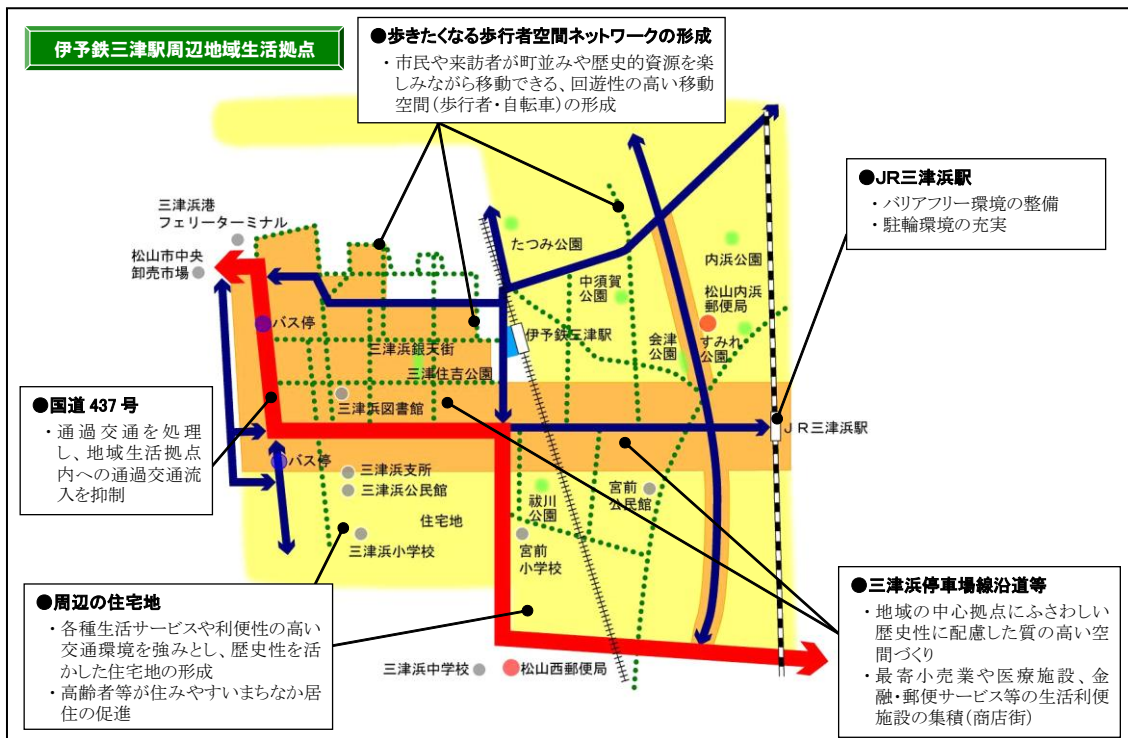 伊予鉄三津駅周辺地域生活拠点
●歩きたくなる歩行者空間ネットワークの形成
・市民や来訪者が町並みや歴史的資源を楽
しみながら移動できる、回遊性の高い移動
空間(歩行者・自転車)の形成
●JR三津浜駅
・バリアフリー環境の整備
・駐輪環境の充実
三津浜港
フェリーターミナル
松山市中央
卸売市場
たつみ公園
内浜公園
中須賀
公園
松山内浜
郵便局
バス停
伊予鉄三津駅
会津
公園
すみれ
公園
三津浜銀天街
三津住吉公園
三津浜図書館
JR三津浜駅
●国道 437 号
・通過交通を処理
し、地域生活拠点
内への通過交通流
入を抑制
バス停
三津浜支所
三津浜公民館
住宅地
祓川
公園
宮前
公民館
三津浜小学校
宮前
小学校
●周辺の住宅地
・各種生活サービスや利便性の高い
交通環境を強みとし、歴史性を活
かした住宅地の形成
・高齢者等が住みやすいまちなか居
住の促進
三津浜中学校
松山西郵便局
●三津浜停車場線沿道等
・地域の中心拠点にふさわしい
歴史性に配慮した質の高い空
間づくり
・最寄小売業や医療施設、金
融・郵便サービス等の生活利便
施設の集積(商店街)